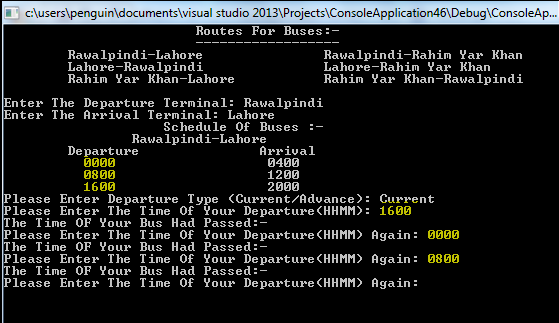 c:\users\penguin\documents\visual studio 2013\Projects\ConsoleApplication46\Debug\ConsoleAp...
Routes For Buses:-
------------------
Rawalpindi-Lahore Rawalpindi-Rahim Yar Khan
Lahore-Rawalpindi Lahore-Rahim Yar Khan
Rahim Yar Khan-Lahore Rahim Yar Khan-Rawalpindi
Enter The Departure Terminal: Rawalpindi
Enter The Arrival Terminal: Lahore
Schedule Of Buses :-
Rawalpindi-Lahore
Departure Arrival
0000 0400
0800 1200
1600 2000
Please Enter Departure Type (Current/Advance): Current
Please Enter The Time Of Your Departure(HHMM): 1600
The Time OF Your Bus Had Passed:-
Please Enter The Time Of Your Departure(HHMM) Again: 0000
The Time OF Your Bus Had Passed:-
Please Enter The Time Of Your Departure(HHMM) Again: 0800
The Time OF Your Bus Had Passed:-
Please Enter The Time Of Your Departure(HHMM) Again: